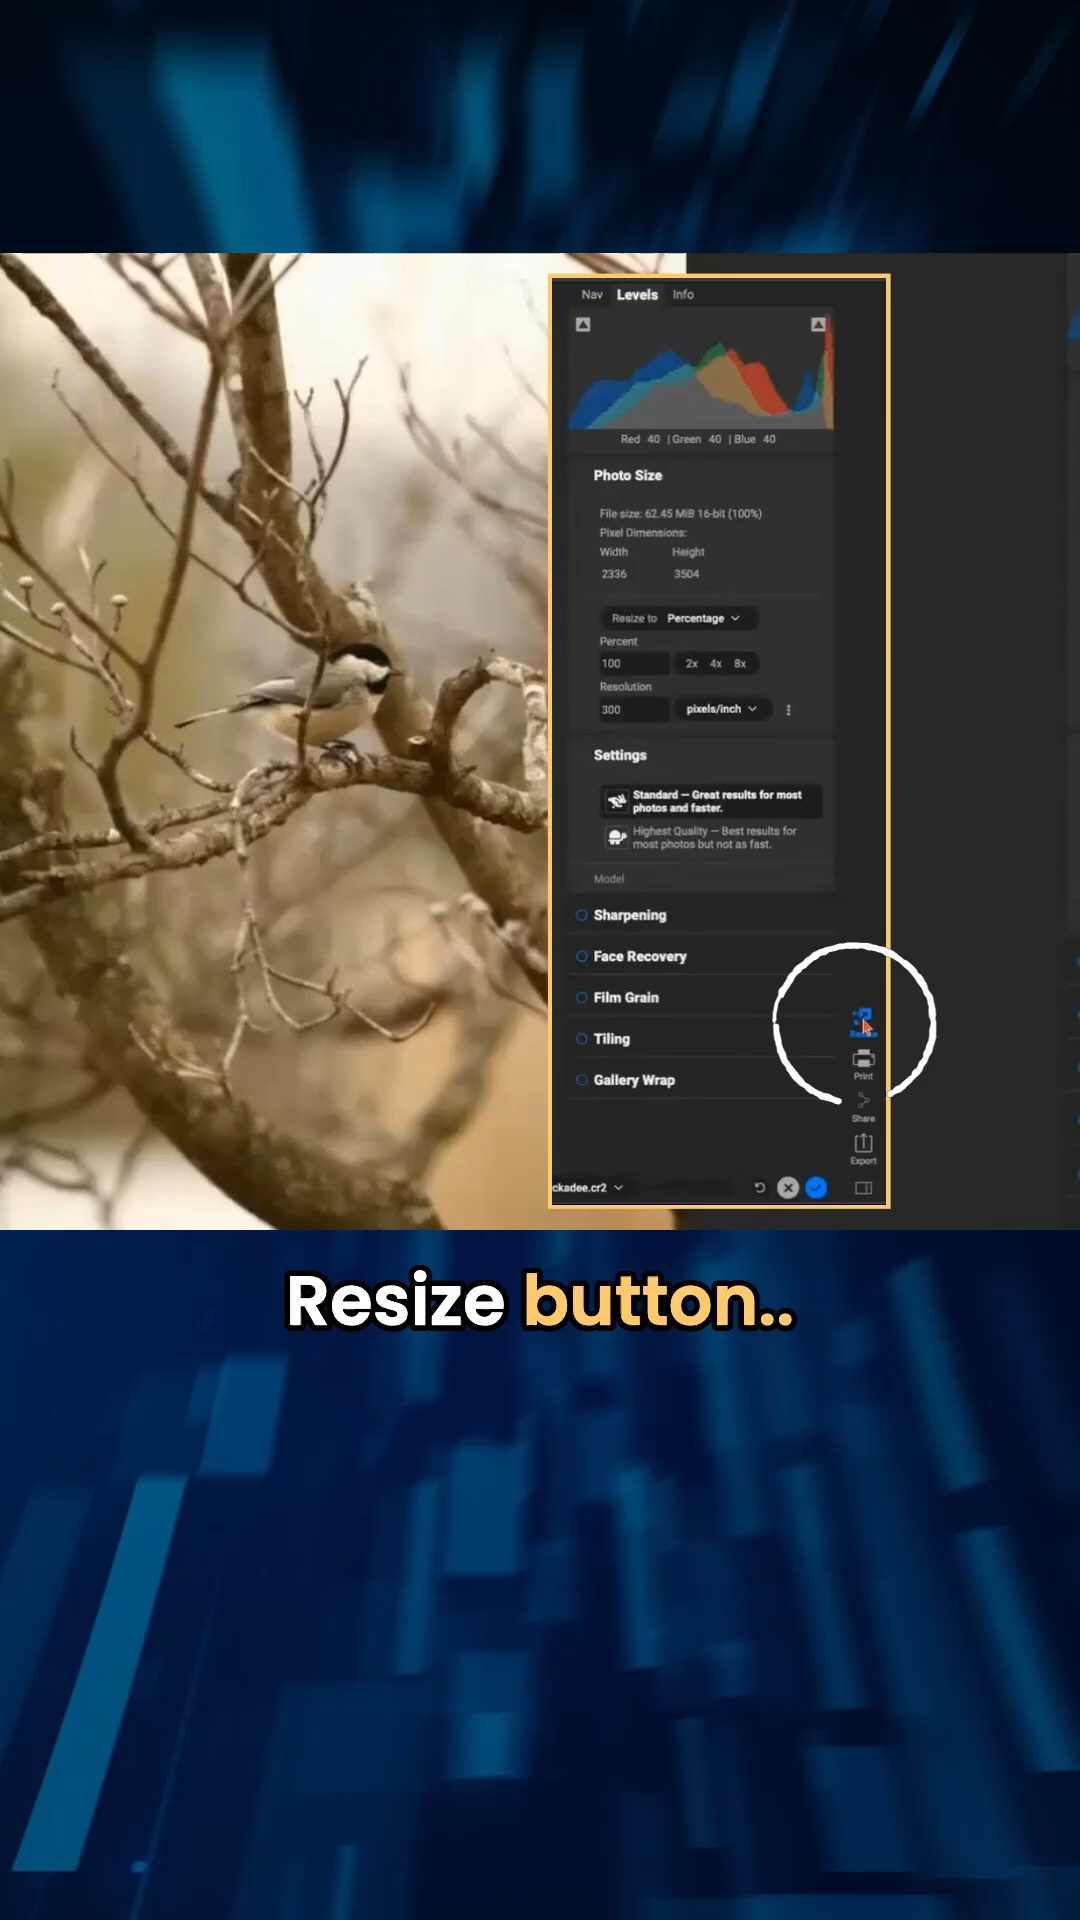 Nav Levels Info
Red 40 | Green 40 | Blue 40
Photo Size
File size: 62.45 MiB 16-bit (100%)
Pixel Dimensions:
Width Height
2336 3504
Resize to Percentage
Percent
100 2x 4x 8x
Resolution
300 pixels/inch
Settings
Standard — Great results for most
photos and faster.
Highest Quality — Best results for
most photos but not as fast.
Model
Sharpening
Face Recovery
Film Grain
Tiling
Gallery Wrap
Print
Share
Export
ckadee.cr2
Resize button..